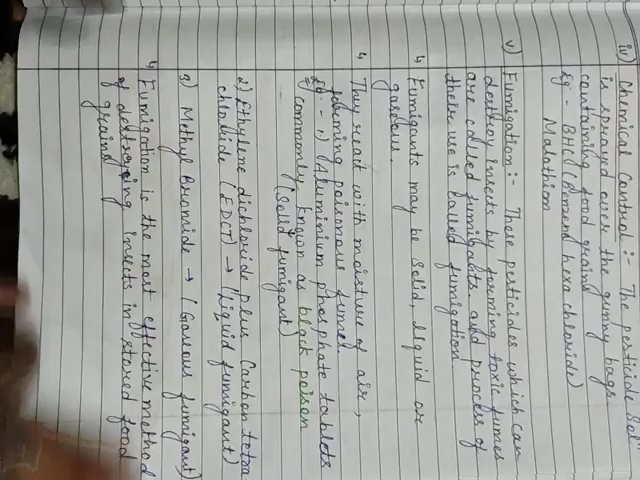 iv) Chemical Control :- The pesticide Sol
is sprayed over the gunny bags
containing food grains
Eg - BHC (Benzene hexa chloride)
Malathion
v) Fumigation :- Those pesticides which can
destroy insects by forming toxic fumes
are called fumigants and process of
there use is called fumigation
↳ Fumigants may be Solid, liquid or
gaseous.
↳ They react with moisture of air,
forming poisonous fumes
Eg... 1) (Aluminium phosphate tablets
commonly known as black poison
(Solid fumigant)
2) Ethylene dichloride plus Carbon tetra
chloride (EDCT) → (Liquid fumigant)
3) Methyl Bromide → (Gaseous fumigant)
↳ Fumigation is the most effective method
of destroying insects in stored food
grains